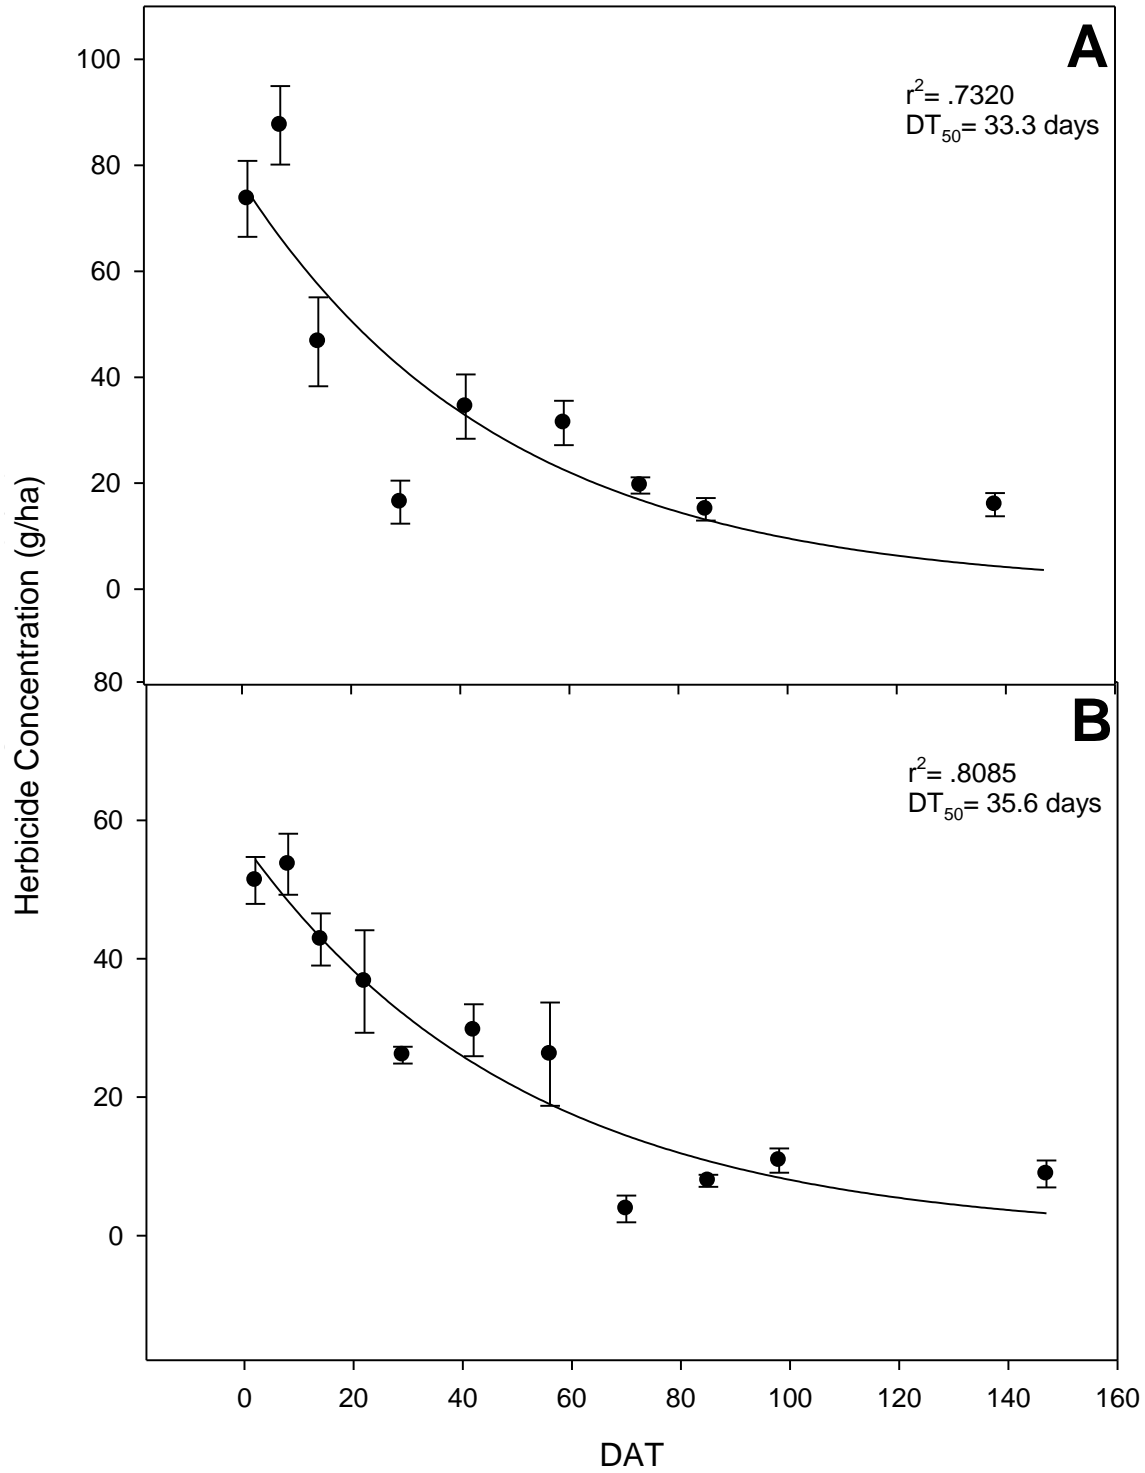 A
r2= .7320
DT50= 33.3 days
100
80
60
40
20
0
Herbicide Concentration (g/ha)
80
B
r2= .8085
DT50= 35.6 days
60
40
20
0
0 20 40 60 80 100 120 140 160
DAT